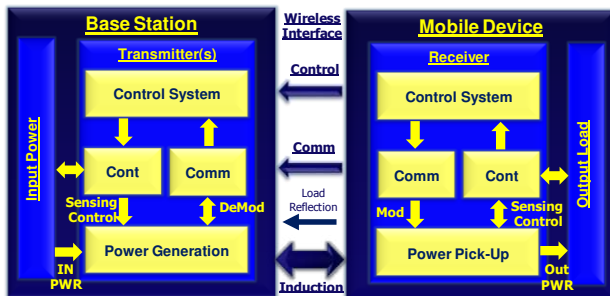 Base Station
Transmitter(s)
Input Power
Control System
Cont
Comm
Sensing
Control
DeMod
Power Generation
IN
PWR
Wireless
Interface
Control
Comm
Load
Reflection
Induction
Mobile Device
Receiver
Control System
Comm
Cont
Mod
Sensing
Control
Power Pick-Up
Out
PWR
Output Load